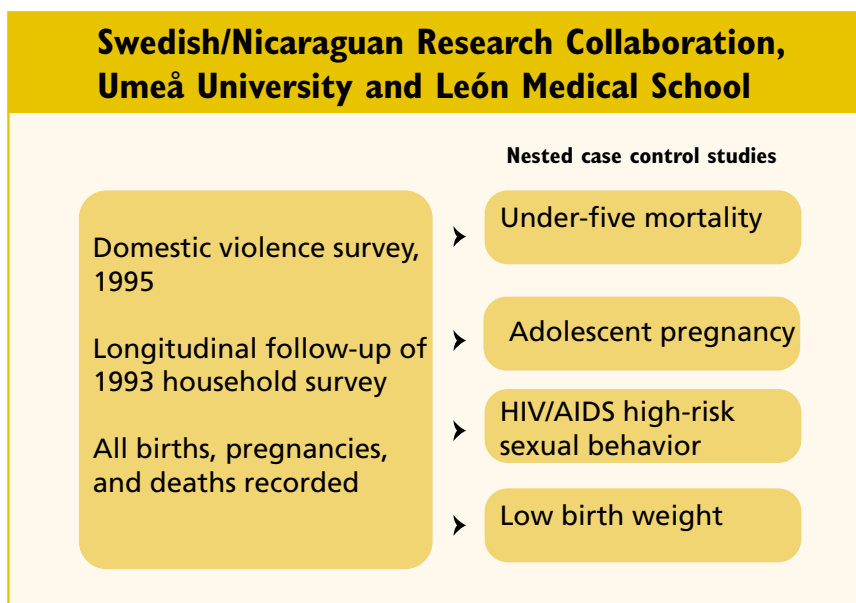 Swedish/Nicaraguan Research Collaboration,
Umeå University and León Medical School
Nested case control studies
Domestic violence survey,
1995
Longitudinal follow-up of
1993 household survey
All births, pregnancies,
and deaths recorded
Under-five mortality
Adolescent pregnancy
HIV/AIDS high-risk
sexual behavior
Low birth weight